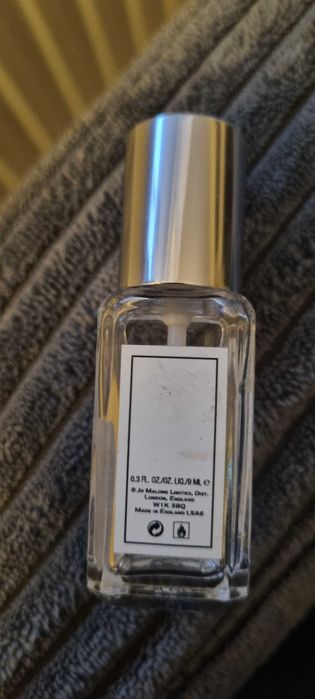 0.3 FL. OZ./OZ. LIQ./9 ML ℮
© Jo Malone Limited, Dist.
London, England
W1K 3BQ
Made in England LSA6